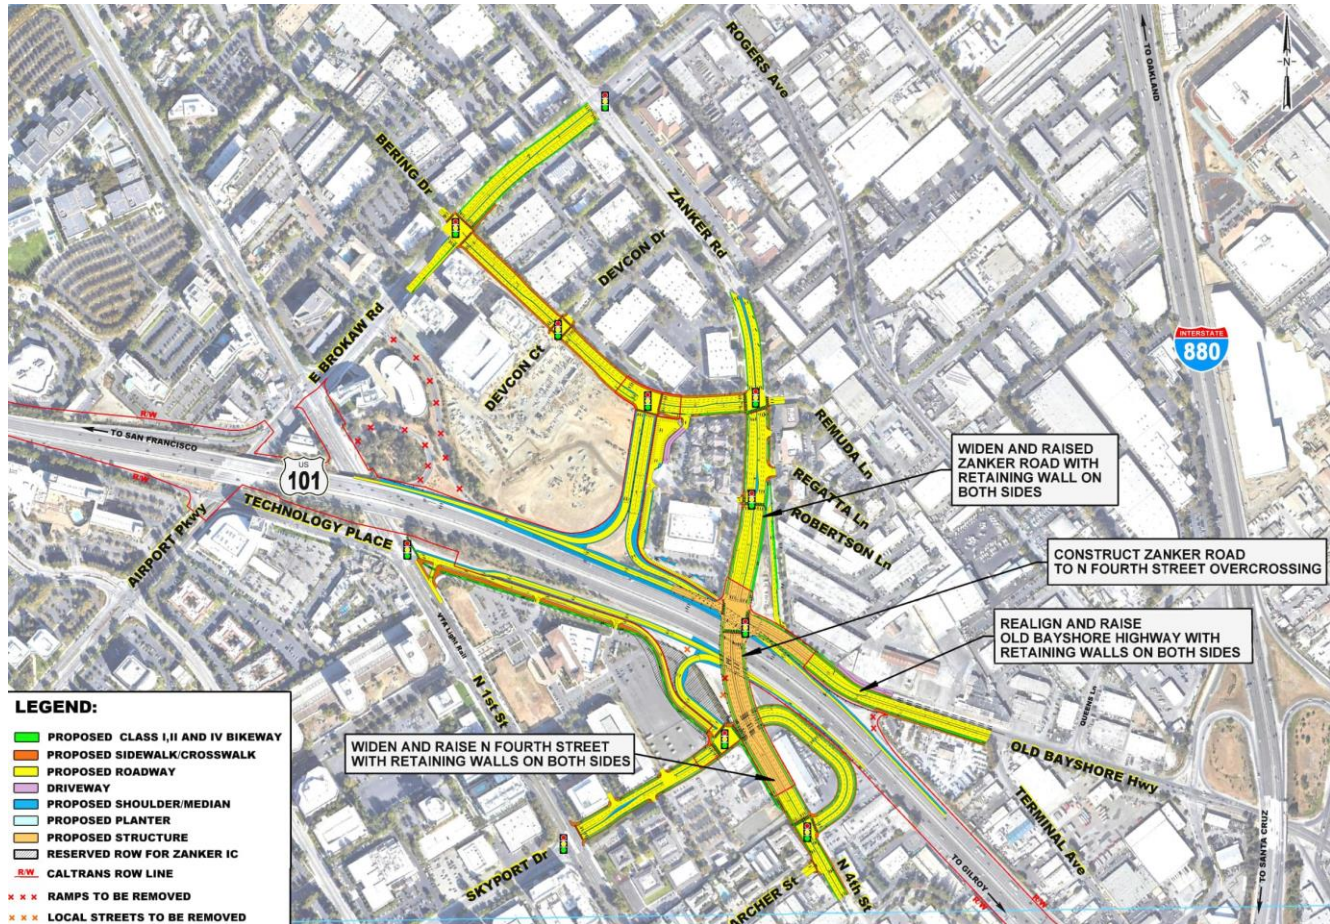 ROGERS Ave
TO OAKLAND
N
BERING Dr
ZANKER Rd
DEVCON Dr
E BROKAW Rd
DEVCON Ct
INTERSTATE
880
R/W
TO SAN FRANCISCO
US
101
REMUDA Ln
WIDEN AND RAISED
ZANKER ROAD WITH
RETAINING WALL ON
BOTH SIDES
REGATTA Ln
ROBERTSON Ln
R/W
TECHNOLOGY PLACE
AIRPORT Pkwy
CONSTRUCT ZANKER ROAD
TO N FOURTH STREET OVERCROSSING
REALIGN AND RAISE
OLD BAYSHORE HIGHWAY WITH
RETAINING WALLS ON BOTH SIDES
VTA Light Rail
N 1st St
QUEENS Ln
WIDEN AND RAISE N FOURTH STREET
WITH RETAINING WALLS ON BOTH SIDES
OLD BAYSHORE Hwy
TERMINAL Ave
TO SANTA CRUZ
SKYPORT Dr
TO GILROY
R/W
N 4th St
ARCHER St
LEGEND:
PROPOSED CLASS I,II AND IV BIKEWAY
PROPOSED SIDEWALK/CROSSWALK
PROPOSED ROADWAY
DRIVEWAY
PROPOSED SHOULDER/MEDIAN
PROPOSED PLANTER
PROPOSED STRUCTURE
RESERVED ROW FOR ZANKER IC
R/W CALTRANS ROW LINE
RAMPS TO BE REMOVED
LOCAL STREETS TO BE REMOVED